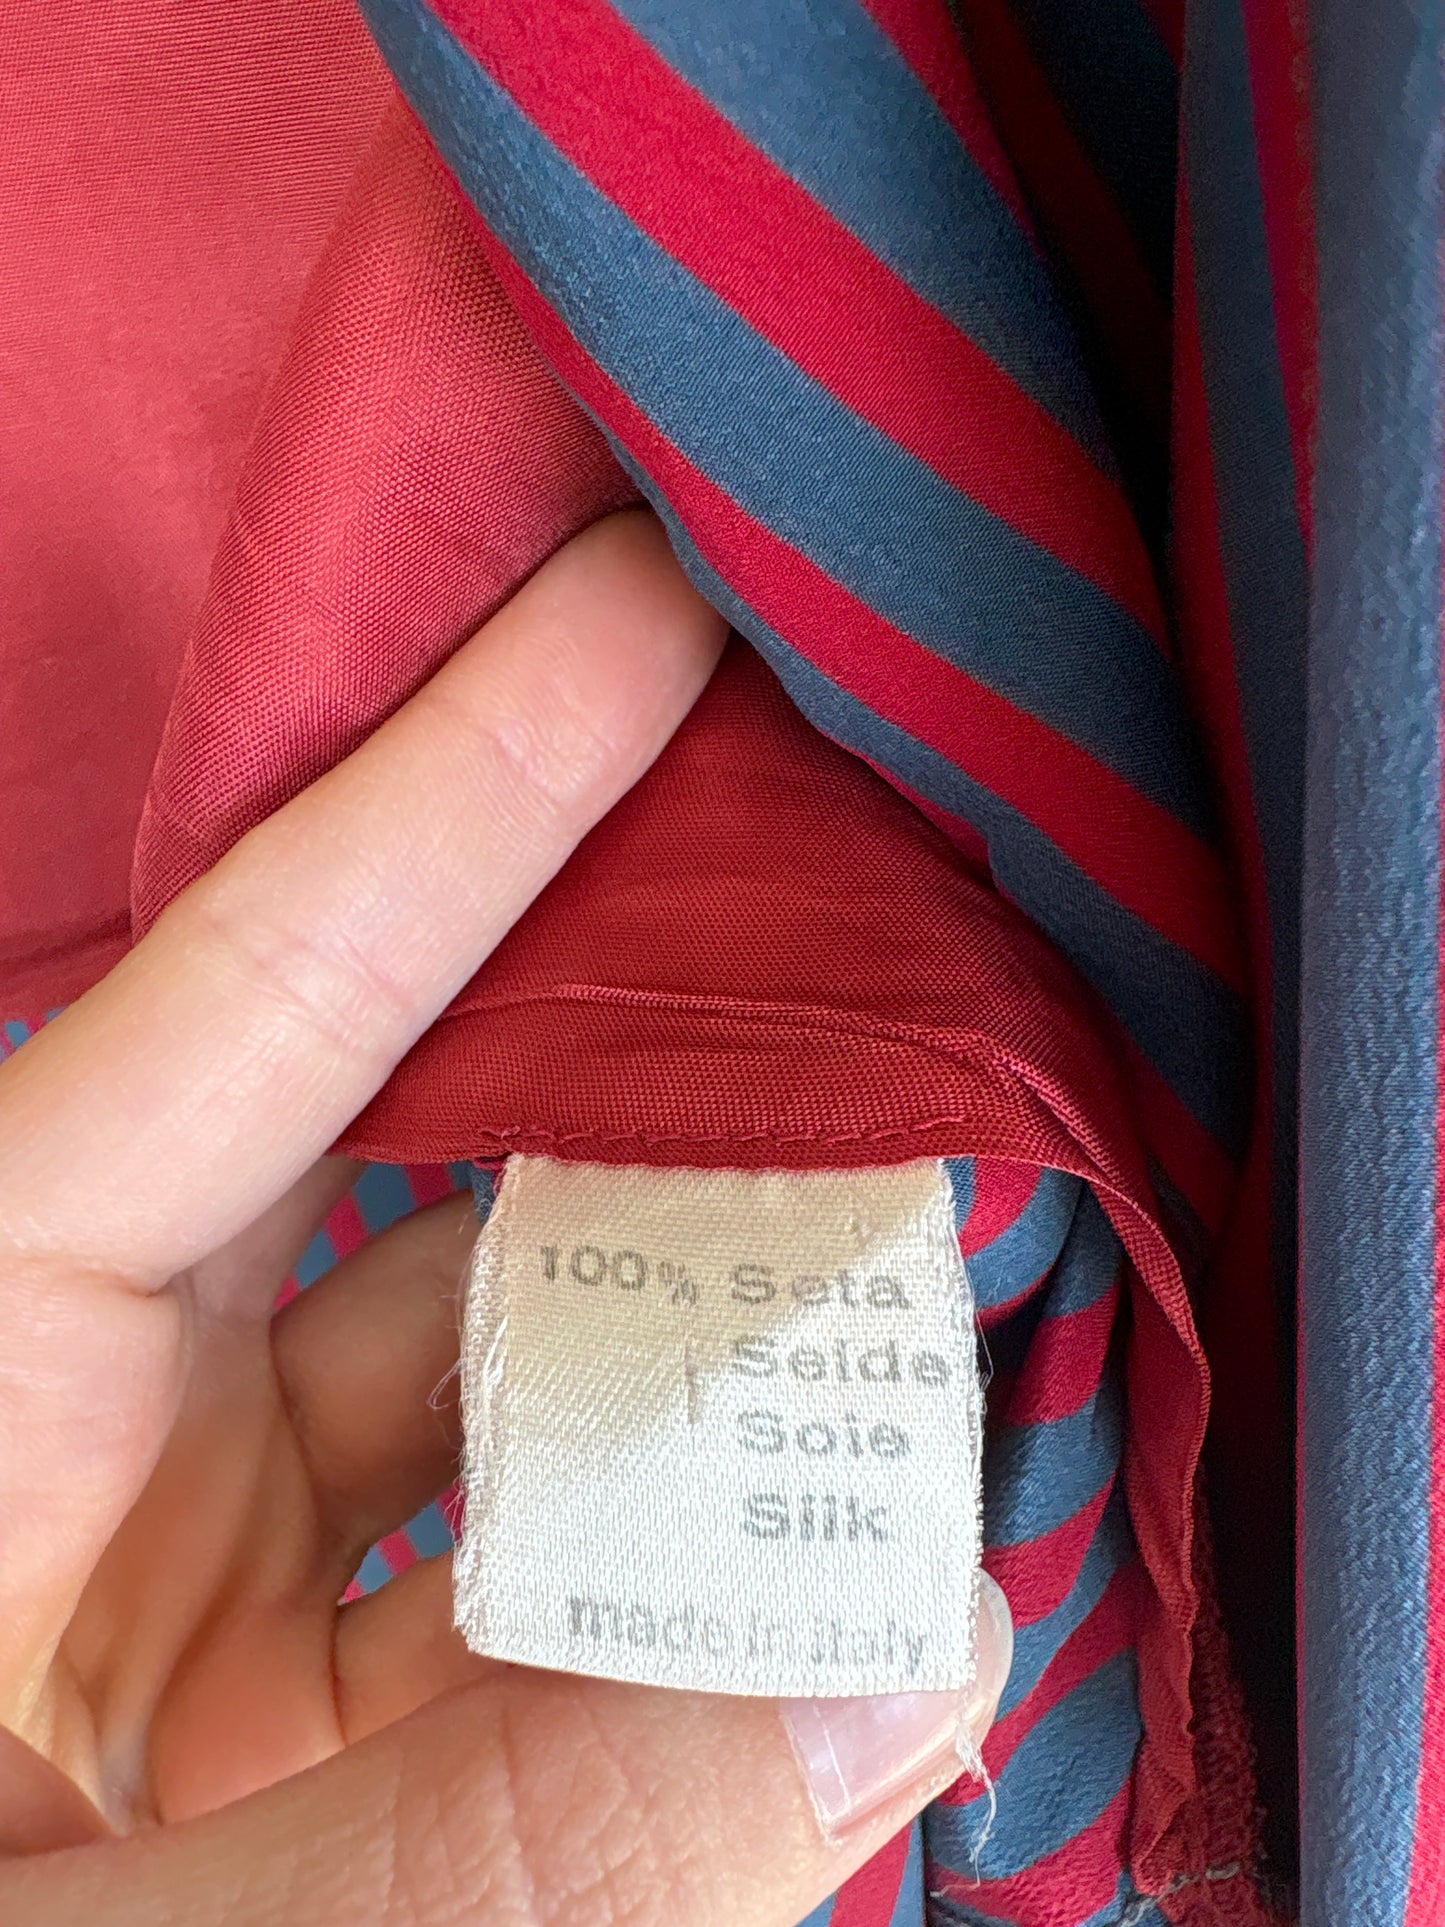 100% Seta
Seide
Soie
Silk
made in Italy